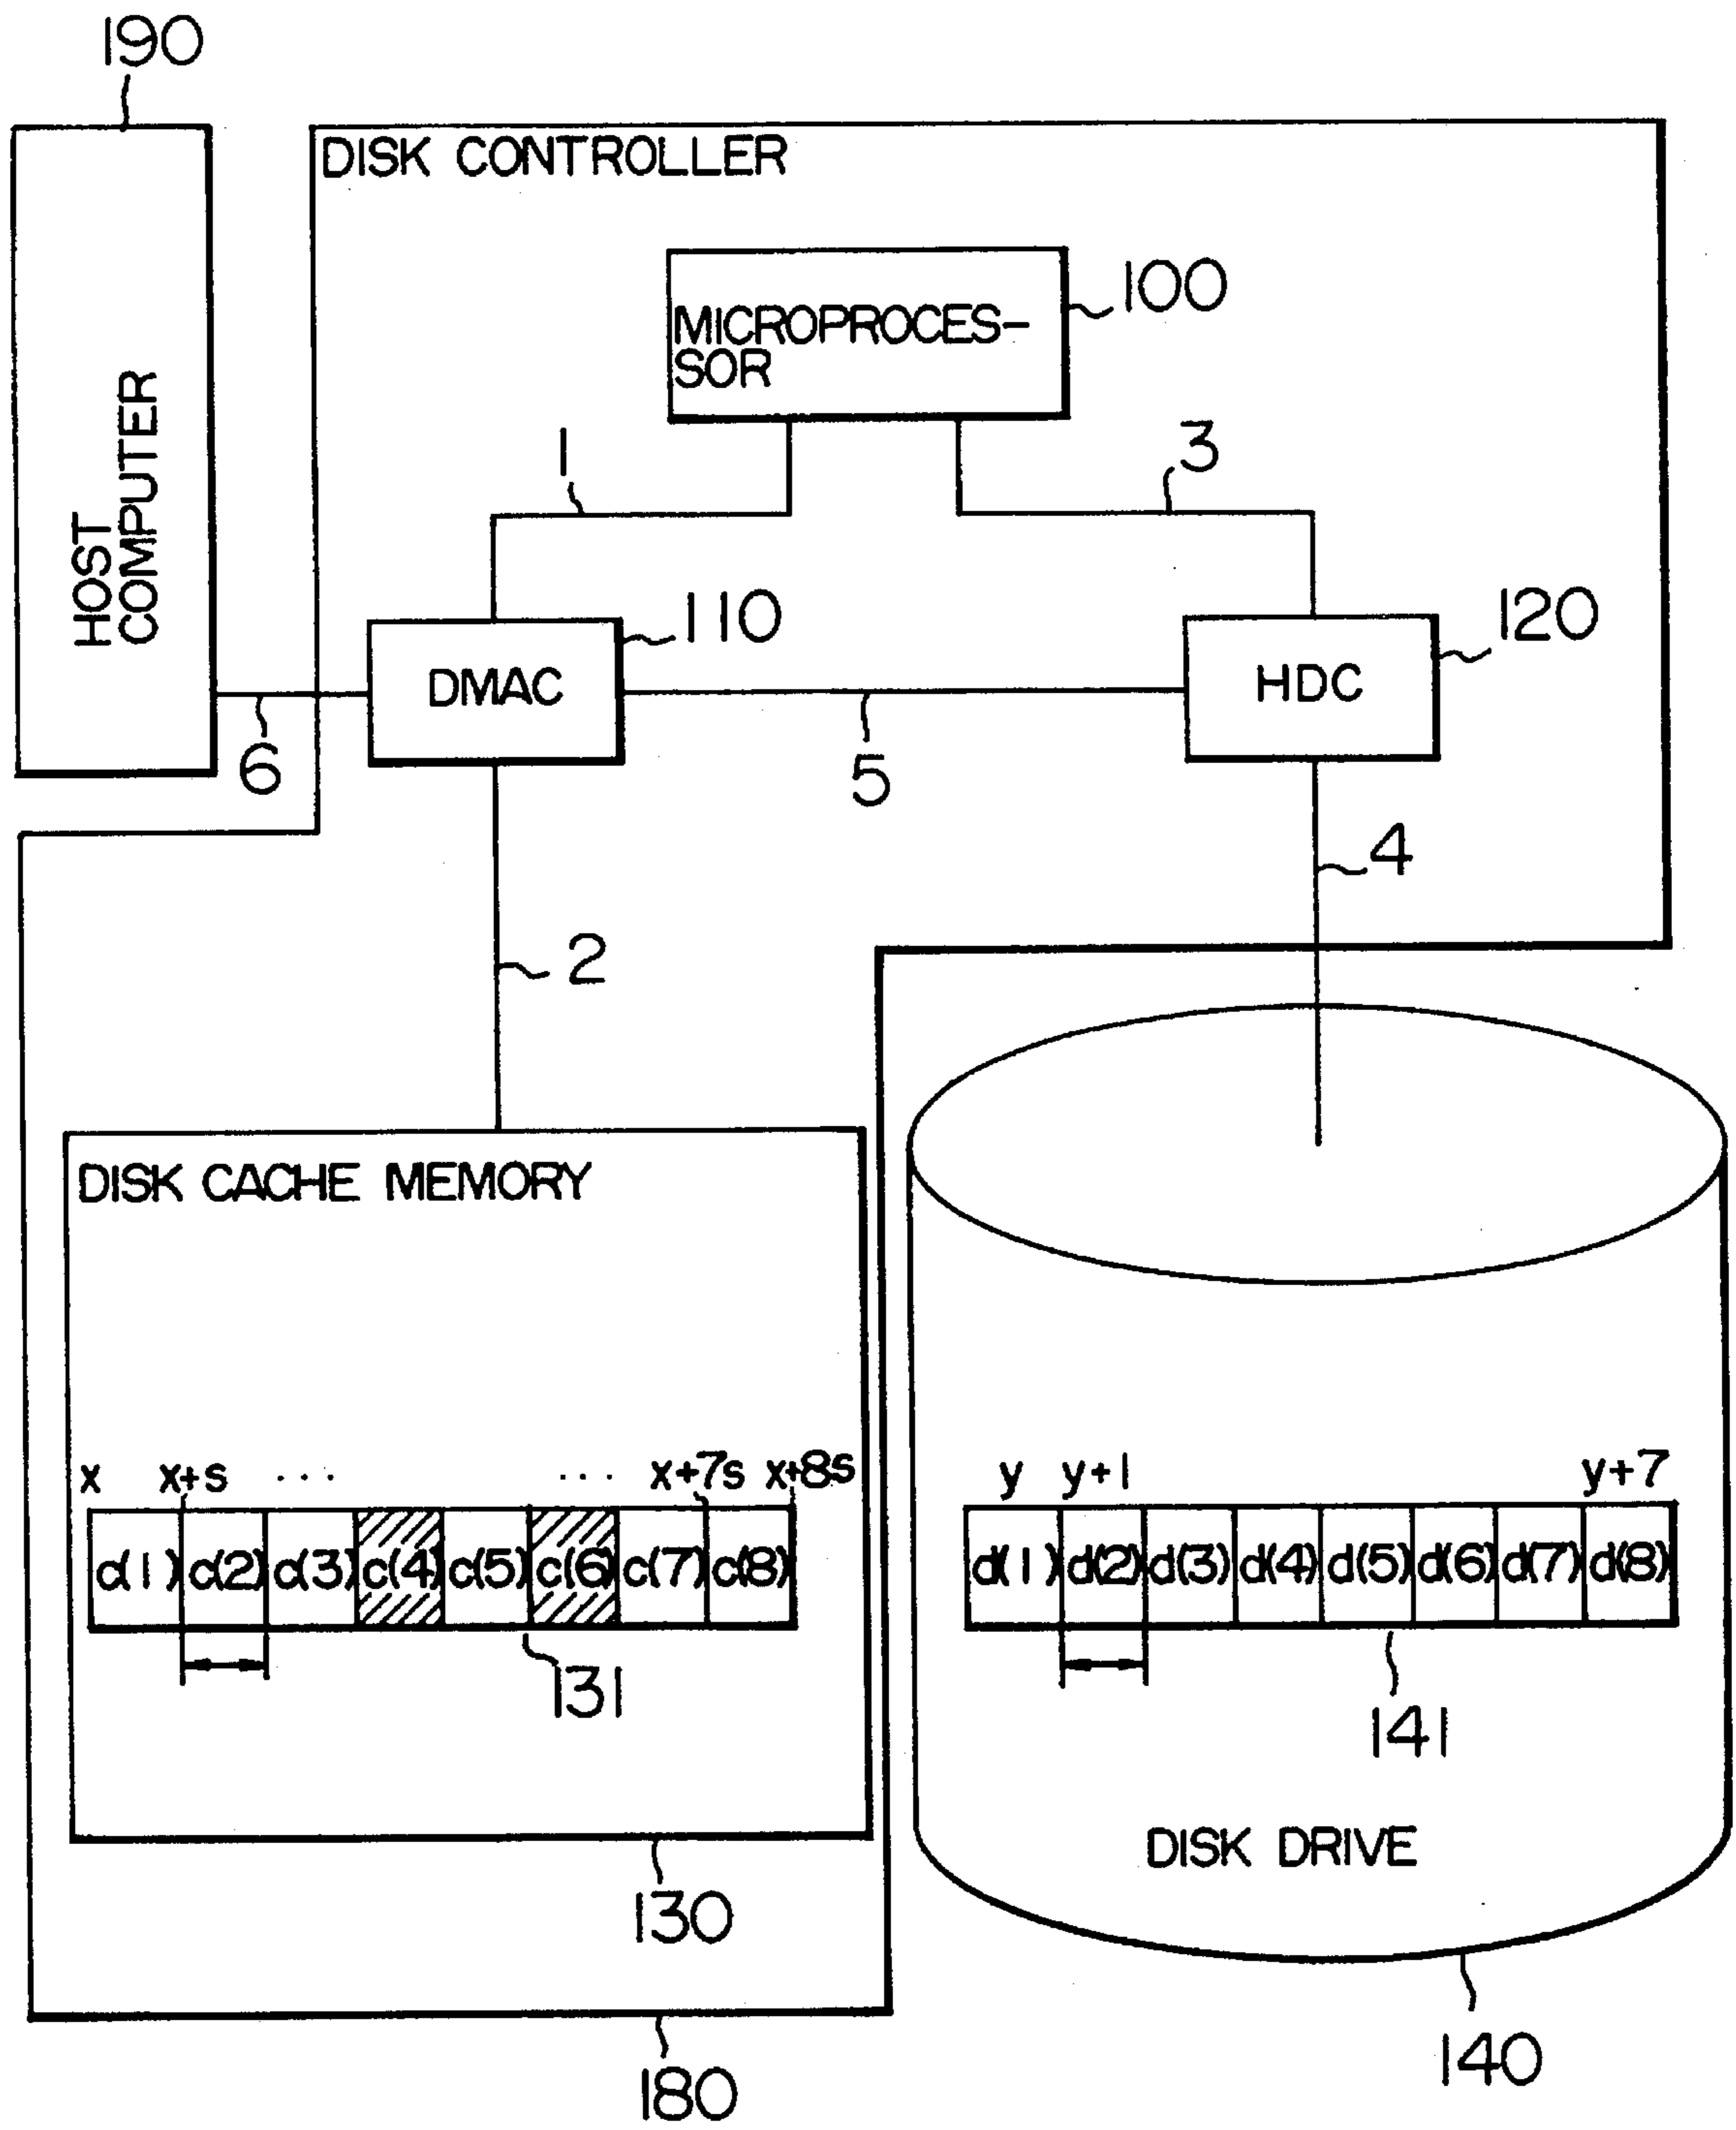 190
DISK CONTROLLER
MICROPROCES-
SOR
100
1
3
HOST
COMPUTER
DMAC
110
HDC
120
6
5
4
2
DISK CACHE MEMORY
x x+s ... ... x+7s x+8s
c(1) c(2) c(3) c(4) c(5) c(6) c(7) c(8)
131
130
180
y y+1 y+7
d(1) d(2) d(3) d(4) d(5) d(6) d(7) d(8)
141
DISK DRIVE
140